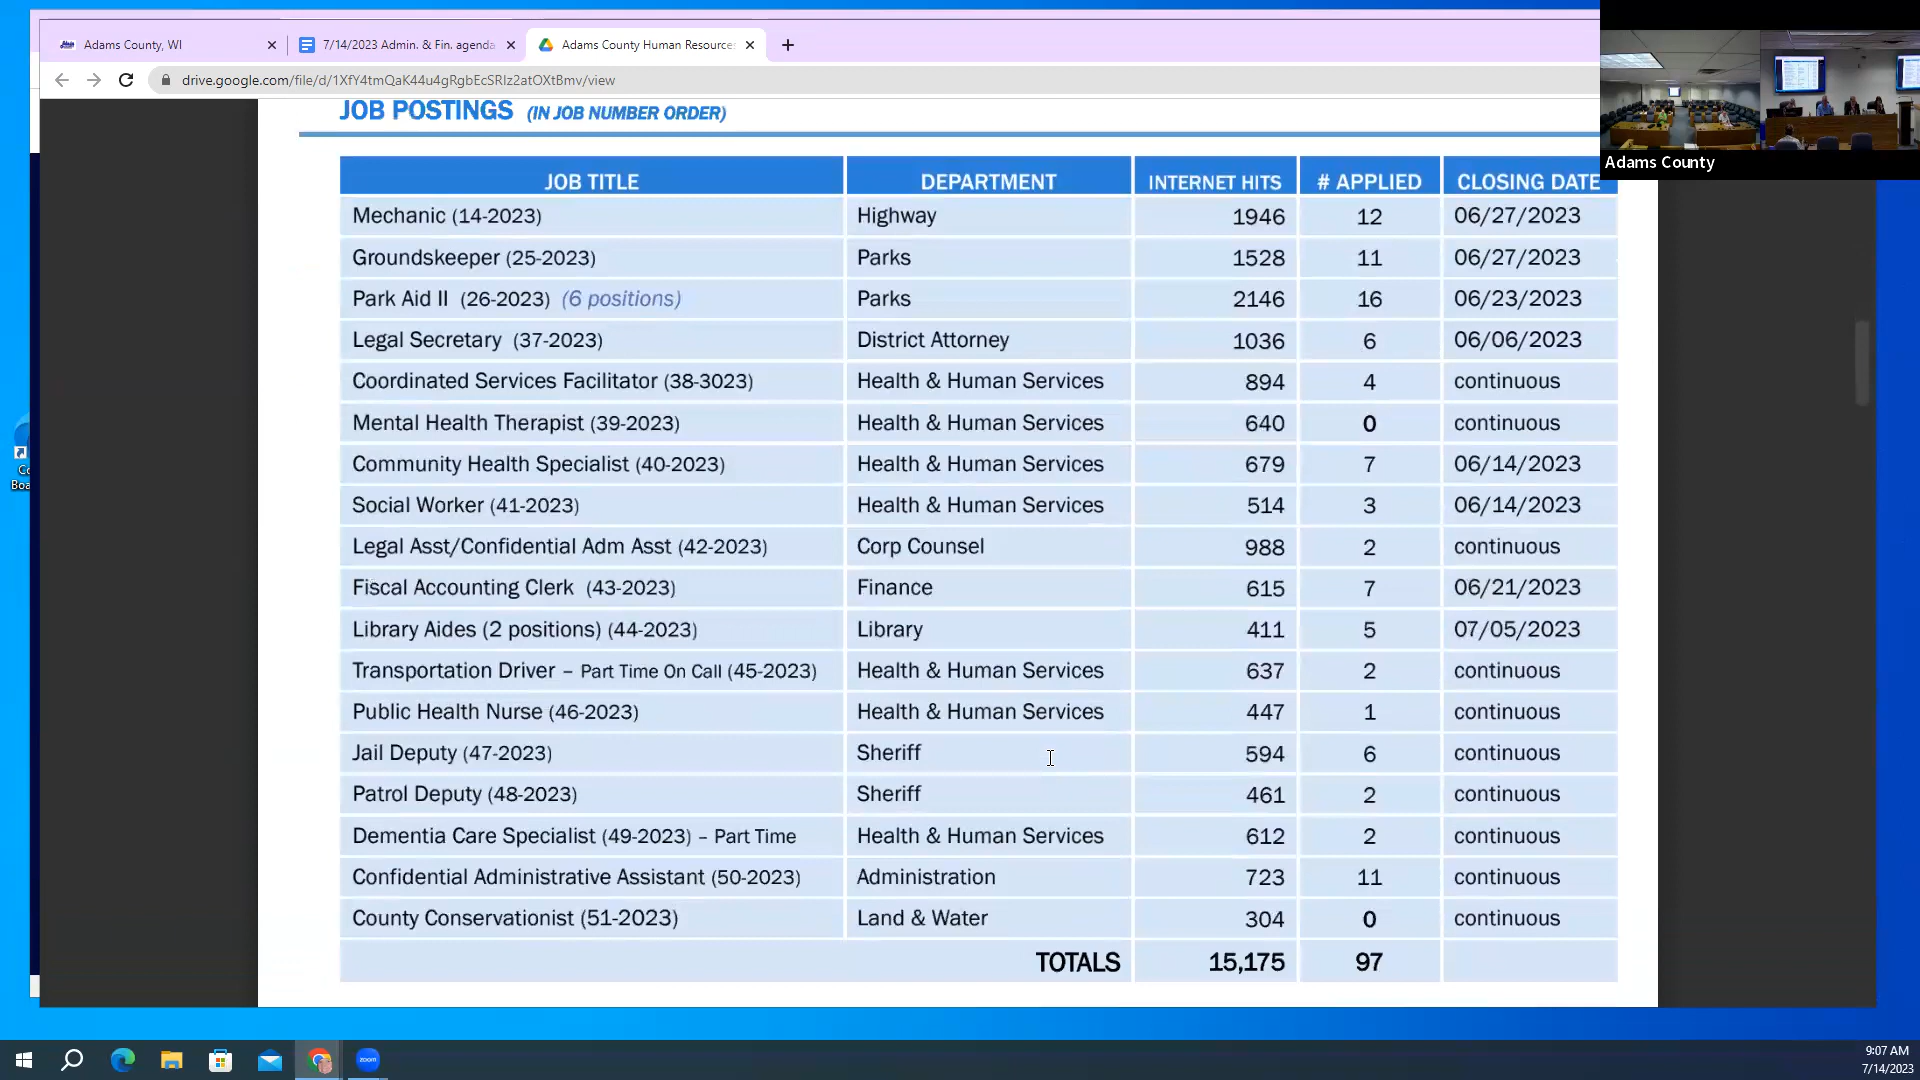 Adams County, WI
7/14/2023 Admin. & Fin. agenda
Adams County Human Resource
drive.google.com/file/d/1XfY4tmQaK44u4gRgbEcSRIz2atOXtBmv/view
Adams County
JOB POSTINGS (IN JOB NUMBER ORDER)
JOB TITLE DEPARTMENT INTERNET HITS # APPLIED CLOSING DATE
Mechanic (14-2023) Highway 1946 12 06/27/2023
Groundskeeper (25-2023) Parks 1528 11 06/27/2023
Park Aid II (26-2023) (6 positions) Parks 2146 16 06/23/2023
Legal Secretary (37-2023) District Attorney 1036 6 06/06/2023
Coordinated Services Facilitator (38-3023) Health & Human Services 894 4 continuous
Mental Health Therapist (39-2023) Health & Human Services 640 0 continuous
Community Health Specialist (40-2023) Health & Human Services 679 7 06/14/2023
Social Worker (41-2023) Health & Human Services 514 3 06/14/2023
Legal Asst/Confidential Adm Asst (42-2023) Corp Counsel 988 2 continuous
Fiscal Accounting Clerk (43-2023) Finance 615 7 06/21/2023
Library Aides (2 positions) (44-2023) Library 411 5 07/05/2023
Transportation Driver – Part Time On Call (45-2023) Health & Human Services 637 2 continuous
Public Health Nurse (46-2023) Health & Human Services 447 1 continuous
Jail Deputy (47-2023) Sheriff 594 6 continuous
Patrol Deputy (48-2023) Sheriff 461 2 continuous
Dementia Care Specialist (49-2023) – Part Time Health & Human Services 612 2 continuous
Confidential Administrative Assistant (50-2023) Administration 723 11 continuous
County Conservationist (51-2023) Land & Water 304 0 continuous
TOTALS 15,175 97
Co
Boa
zoom
9:07 AM
7/14/2023